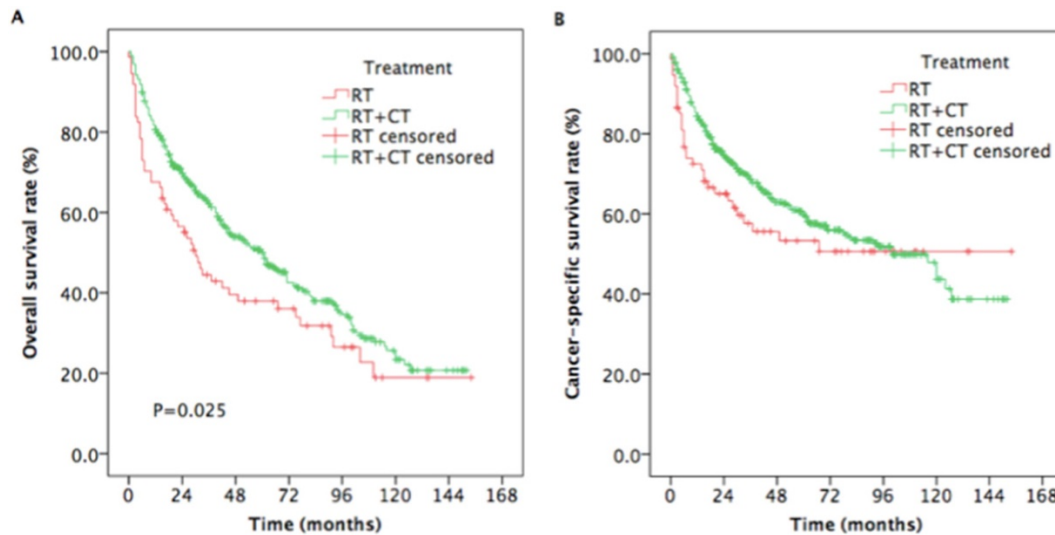 A
Overall survival rate (%)
100.0
80.0
60.0
40.0
20.0
0.0
Treatment
RT
RT+CT
RT censored
RT+CT censored
P=0.025
0 24 48 72 96 120 144 168
Time (months)
B
Cancer-specific survival rate (%)
100.0
80.0
60.0
40.0
20.0
0.0
Treatment
RT
RT+CT
RT censored
RT+CT censored
0 24 48 72 96 120 144 168
Time (months)